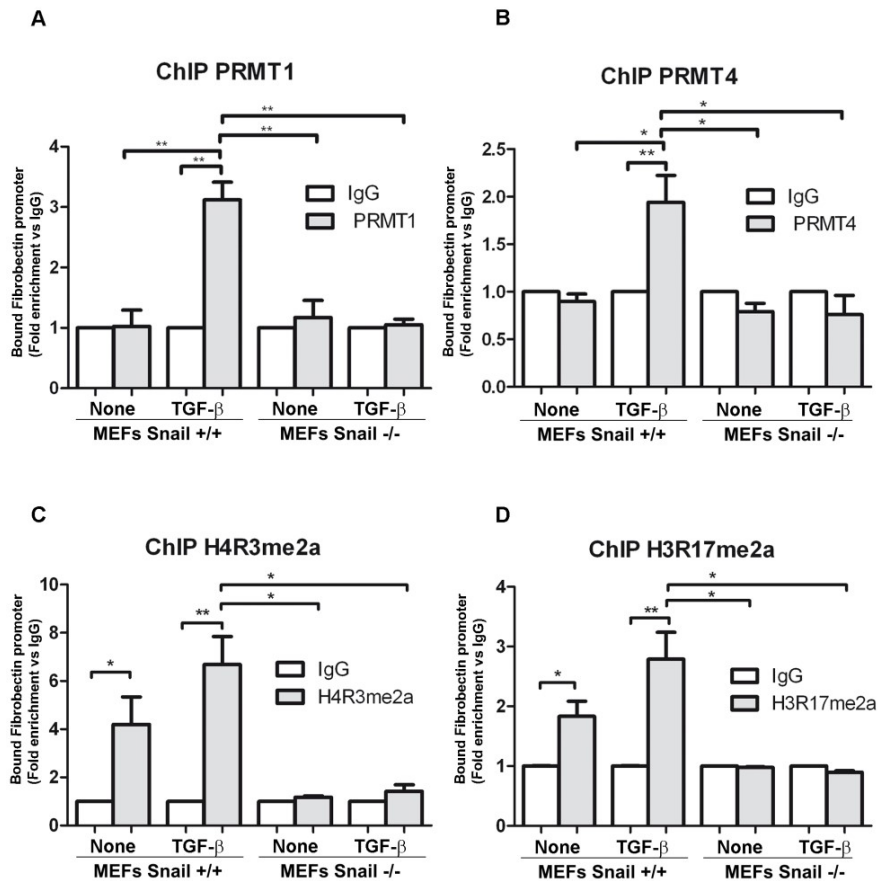 A
ChIP PRMT1
Bound Fibrobectin promoter
(Fold enrichment vs IgG)
4
3
2
1
0
**
**
**
**
IgG
PRMT1
None TGF-β None TGF-β
MEFs Snail +/+ MEFs Snail -/-
B
ChIP PRMT4
Bound Fibrobectin promoter
(Fold enrichment vs IgG)
2.5
2.0
1.5
1.0
0.5
0.0
*
*
*
**
IgG
PRMT4
None TGF-β None TGF-β
MEFs Snail +/+ MEFs Snail -/-
C
ChIP H4R3me2a
Bound Fibrobectin promoter
(Fold enrichment vs IgG)
10
8
6
4
2
0
*
*
**
*
IgG
H4R3me2a
None TGF-β None TGF-β
MEFs Snail +/+ MEFs Snail -/-
D
ChIP H3R17me2a
Bound Fibrobectin promoter
(Fold enrichment vs IgG)
4
3
2
1
0
*
*
**
*
IgG
H3R17me2a
None TGF-β None TGF-β
MEFs Snail +/+ MEFs Snail -/-